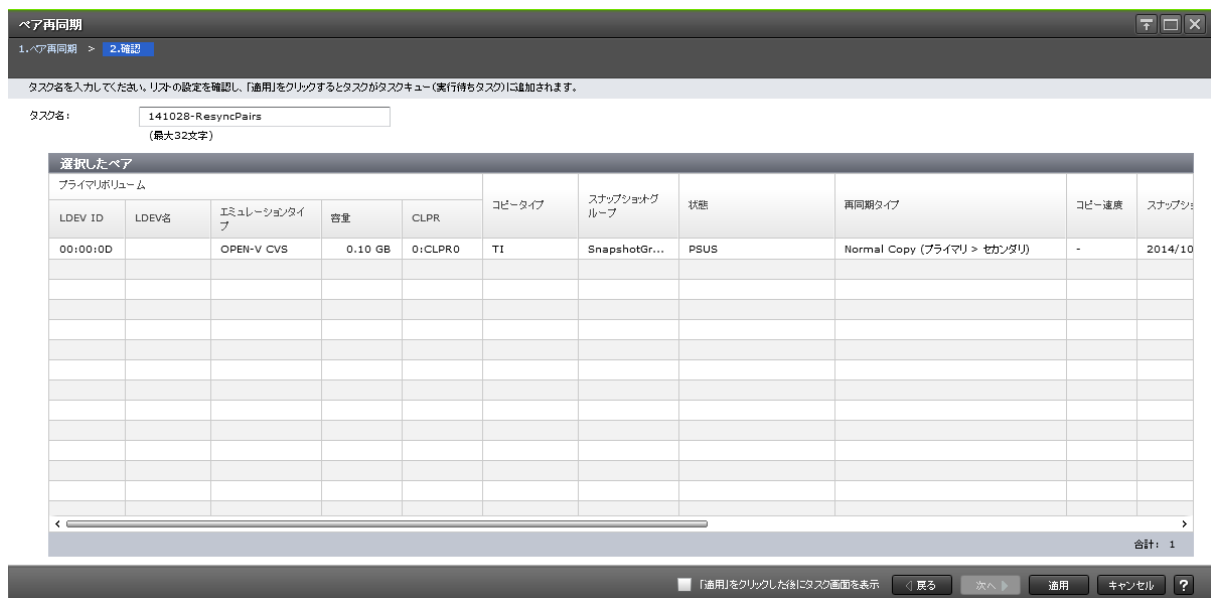 ペア再同期
1.ペア再同期 > 2.確認
タスク名を入力してください。リストの設定を確認し、「適用」をクリックするとタスクがタスクキュー(実行待ちタスク)に追加されます。
タスク名: 141028-ResyncPairs
(最大32文字)
選択したペア
プライマリボリューム
コピータイプ
スナップショットグ
ループ
状態
再同期タイプ
コピー速度
スナップショ
LDEV ID
LDEV名
エミュレーションタイ
プ
容量
CLPR
00:00:0D OPEN-V CVS 0.10 GB 0:CLPR0 TI SnapshotGr... PSUS Normal Copy (プライマリ > セカンダリ) - 2014/10
合計: 1
「適用」をクリックした後にタスク画面を表示 戻る 次へ 適用 キャンセル ?